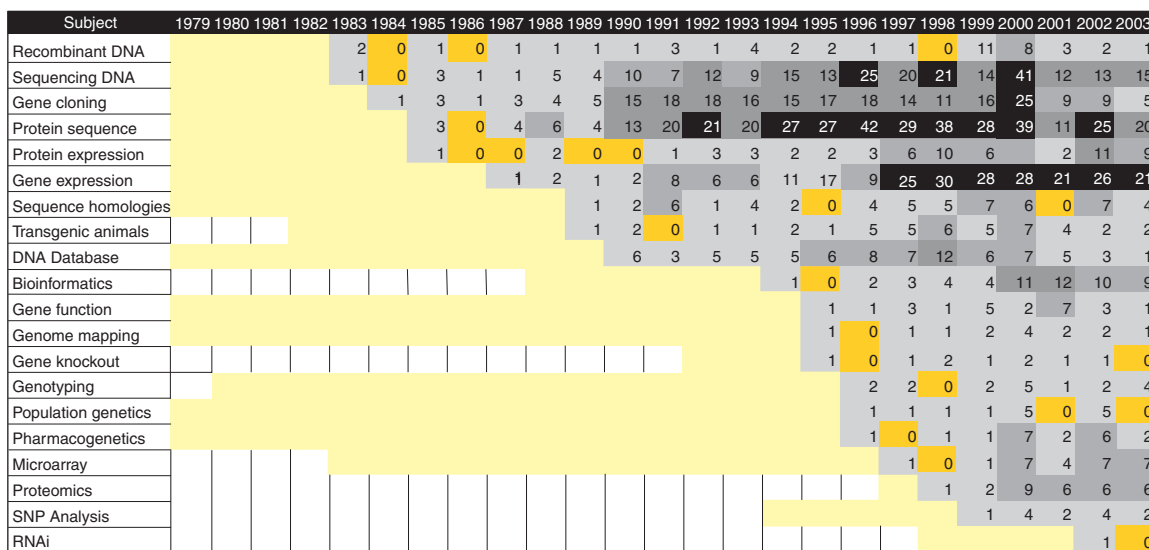 Subject 1979 1980 1981 1982 1983 1984 1985 1986 1987 1988 1989 1990 1991 1992 1993 1994 1995 1996 1997 1998 1999 2000 2001 2002 2003
Recombinant DNA 2 0 1 0 1 1 1 1 3 1 4 2 2 1 1 0 11 8 3 2 1
Sequencing DNA 1 0 3 1 1 5 4 10 7 12 9 15 13 25 20 21 14 41 12 13 15
Gene cloning 1 3 1 3 4 5 15 18 18 16 15 17 18 14 11 16 25 9 9 5
Protein sequence 3 0 4 6 4 13 20 21 20 27 27 42 29 38 28 39 11 25 20
Protein expression 1 0 0 2 0 0 1 3 3 2 2 3 6 10 6 2 11 9
Gene expression 1 2 1 2 8 6 6 11 17 9 25 30 28 28 21 26 21
Sequence homologies 1 2 6 1 4 2 0 4 5 5 7 6 0 7 4
Transgenic animals 1 2 0 1 1 2 1 5 5 6 5 7 4 2 2
DNA Database 6 3 5 5 5 6 8 7 12 6 7 5 3 1
Bioinformatics 1 0 2 3 4 4 11 12 10 9
Gene function 1 1 3 1 5 2 7 3 1
Genome mapping 1 0 1 1 2 4 2 2 1
Gene knockout 1 0 1 2 1 2 1 1 0
Genotyping 2 2 0 2 5 1 2 4
Population genetics 1 1 1 1 5 0 5 0
Pharmacogenetics 1 0 1 1 7 2 6 2
Microarray 1 0 1 7 4 7 7
Proteomics 1 2 9 6 6 6
SNP Analysis 1 4 2 4 2
RNAi 1 0